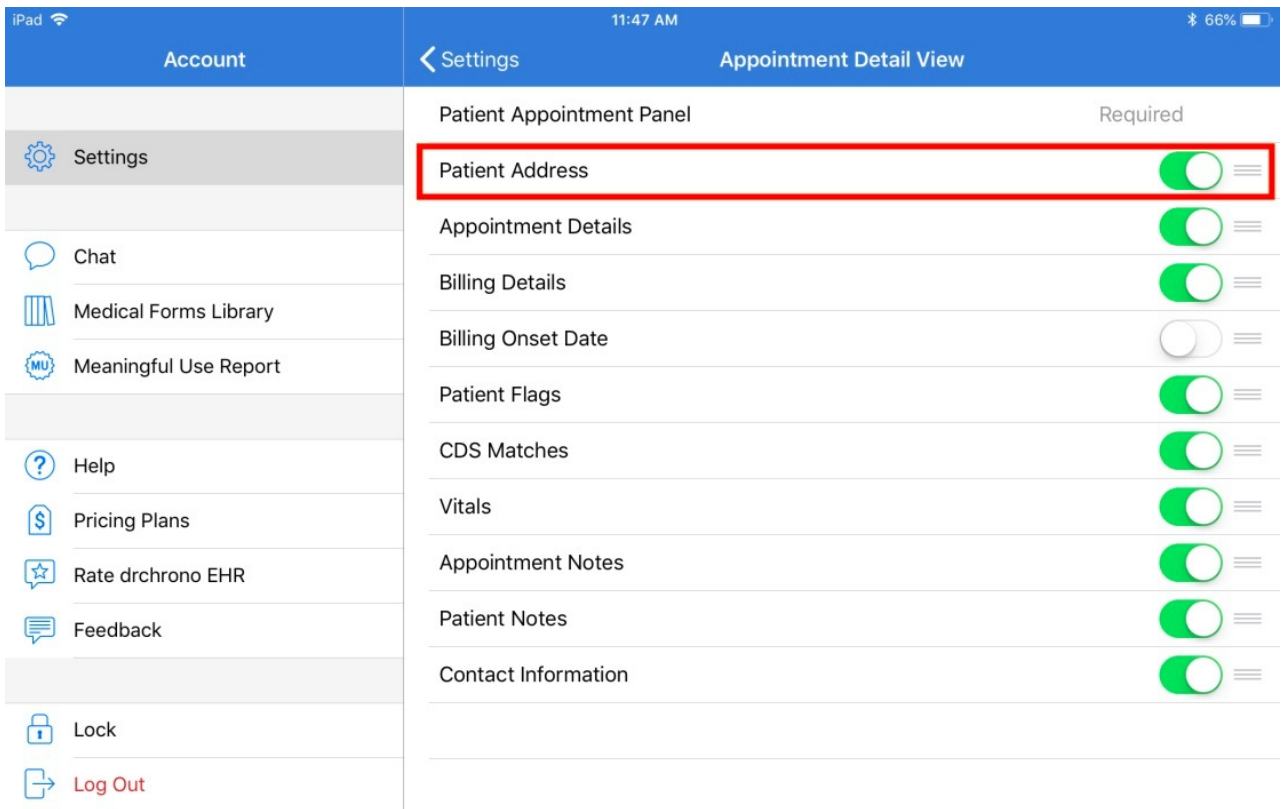 iPad
11:47 AM
66%
Account
Settings
Appointment Detail View
Settings
Chat
Medical Forms Library
MU
Meaningful Use Report
?
Help
$
Pricing Plans
Rate drchrono EHR
Feedback
Lock
Log Out
Patient Appointment Panel
Required
Patient Address
Appointment Details
Billing Details
Billing Onset Date
Patient Flags
CDS Matches
Vitals
Appointment Notes
Patient Notes
Contact Information